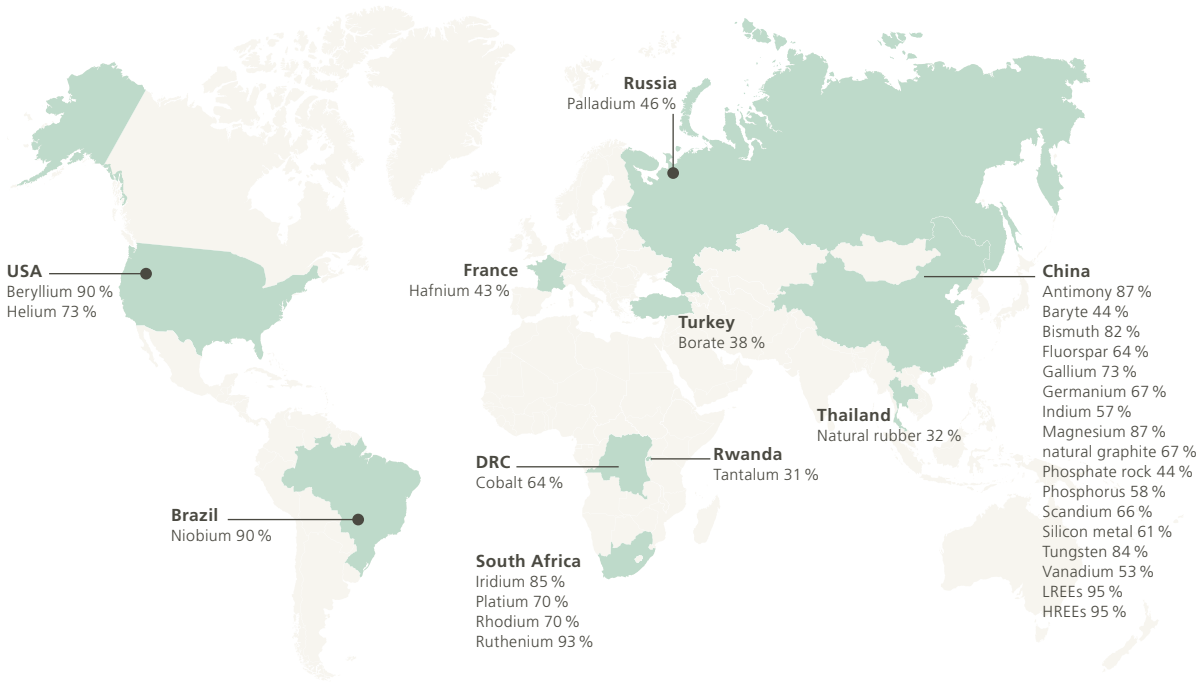 Russia
Palladium 46 %
USA
Beryllium 90 %
Helium 73 %
France
Hafnium 43 %
Turkey
Borate 38 %
China
Antimony 87 %
Baryte 44 %
Bismuth 82 %
Fluorspar 64 %
Gallium 73 %
Germanium 67 %
Indium 57 %
Magnesium 87 %
natural graphite 67 %
Phosphate rock 44 %
Phosphorus 58 %
Scandium 66 %
Silicon metal 61 %
Tungsten 84 %
Vanadium 53 %
LREEs 95 %
HREEs 95 %
Thailand
Natural rubber 32 %
DRC
Cobalt 64 %
Rwanda
Tantalum 31 %
Brazil
Niobium 90 %
South Africa
Iridium 85 %
Platium 70 %
Rhodium 70 %
Ruthenium 93 %